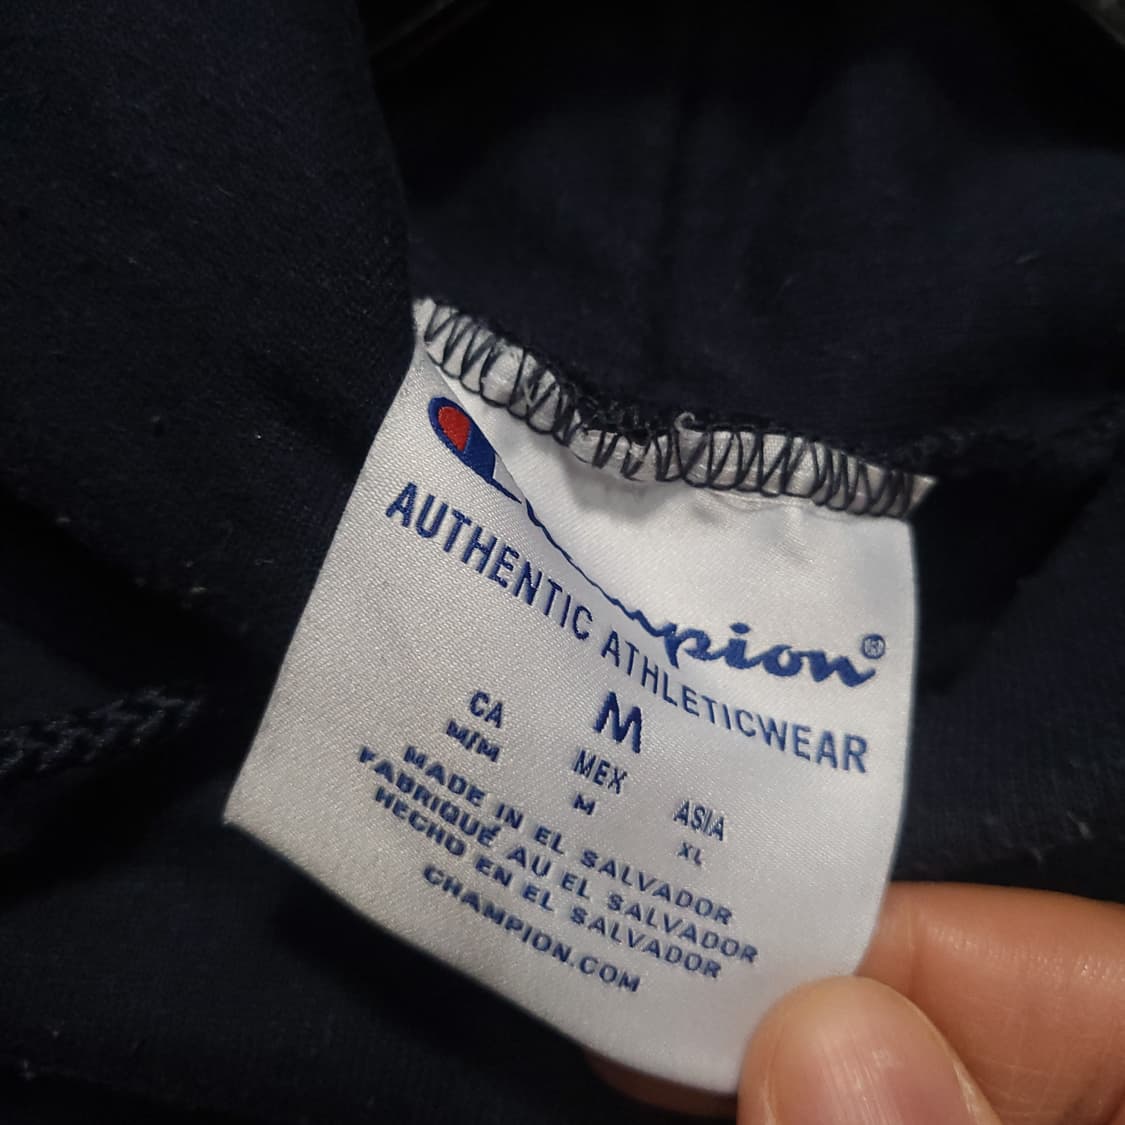 Champion®
AUTHENTIC ATHLETICWEAR
M
CA MEX ASIA
M/M M XL
MADE IN EL SALVADOR
FABRIQUÉ AU EL SALVADOR
HECHO EN EL SALVADOR
CHAMPION.COM